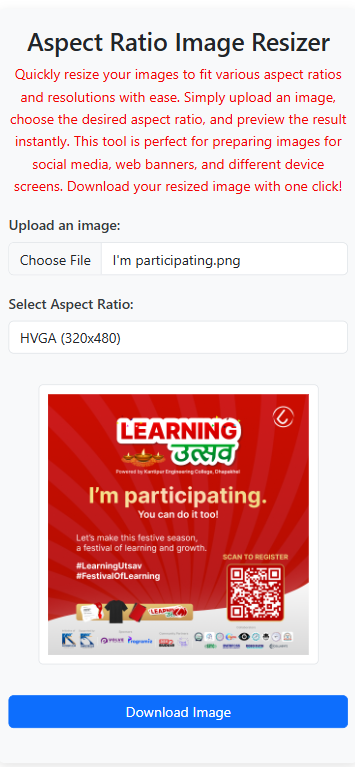 Aspect Ratio Image Resizer
Quickly resize your images to fit various aspect ratios
and resolutions with ease. Simply upload an image,
choose the desired aspect ratio, and preview the result
instantly. This tool is perfect for preparing images for
social media, web banners, and different device
screens. Download your resized image with one click!
Upload an image:
Choose File I'm participating.png
Select Aspect Ratio:
HVGA (320x480)
LEARNING
उत्सव
Powered by Kantipur Engineering College, Dhapakhel
I'm participating.
You can do it too!
Let's make this festive season,
a festival of learning and growth.
#LearningUtsav
#FestivalOfLearning
SCAN TO REGISTER
LEARNING
Download Image